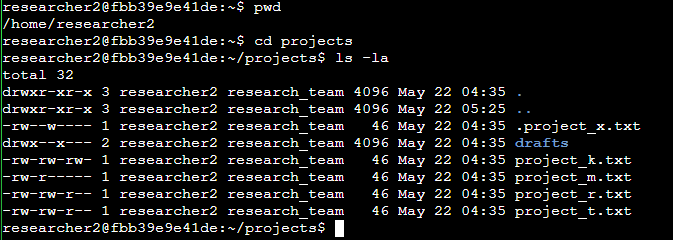 researcher2@fbb39e9e41de:~$ pwd
/home/researcher2
researcher2@fbb39e9e41de:~$ cd projects
researcher2@fbb39e9e41de:~/projects$ ls -la
total 32
drwxr-xr-x 3 researcher2 research_team 4096 May 22 04:35 .
drwxr-xr-x 3 researcher2 research_team 4096 May 22 05:25 ..
-rw--w---- 1 researcher2 research_team   46 May 22 04:35 .project_x.txt
drwx--x--- 2 researcher2 research_team 4096 May 22 04:35 drafts
-rw-rw-rw- 1 researcher2 research_team   46 May 22 04:35 project_k.txt
-rw-r----- 1 researcher2 research_team   46 May 22 04:35 project_m.txt
-rw-rw-r-- 1 researcher2 research_team   46 May 22 04:35 project_r.txt
-rw-rw-r-- 1 researcher2 research_team   46 May 22 04:35 project_t.txt
researcher2@fbb39e9e41de:~/projects$